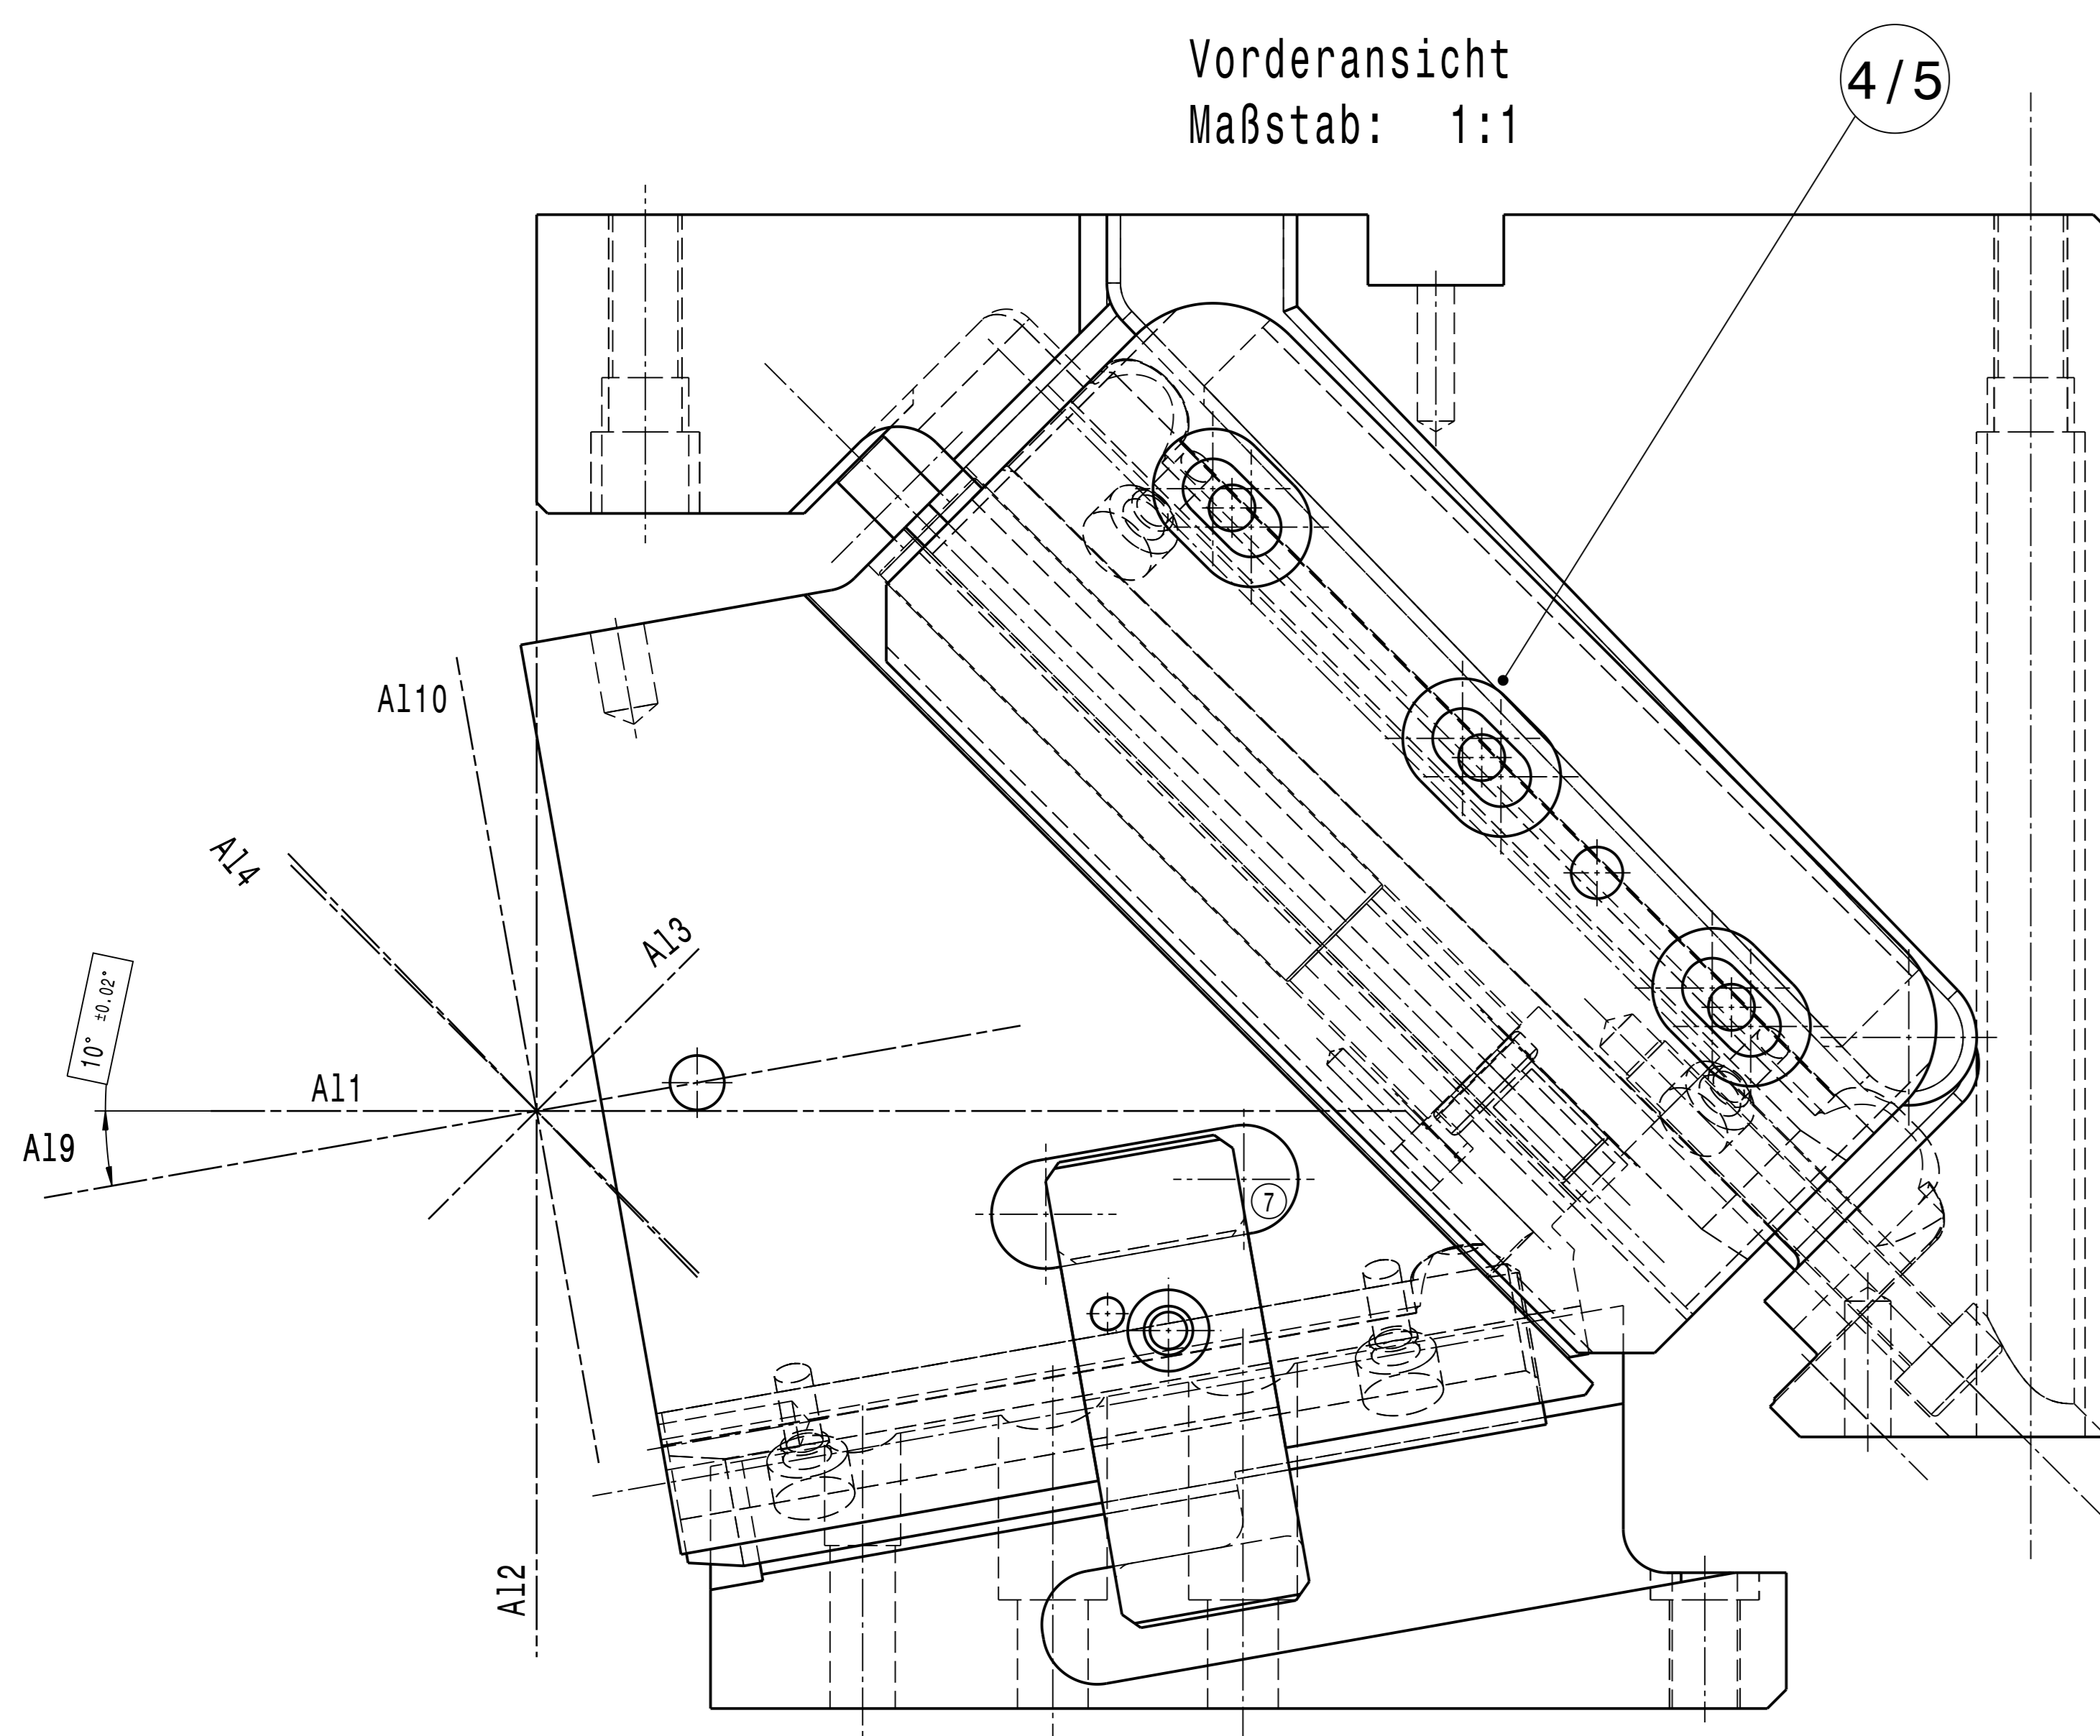 Vorderansicht
Maßstab: 1:1
4/5
Al10
Al4
Al3
10° ±0.02°
Al1
Al9
7
Al2